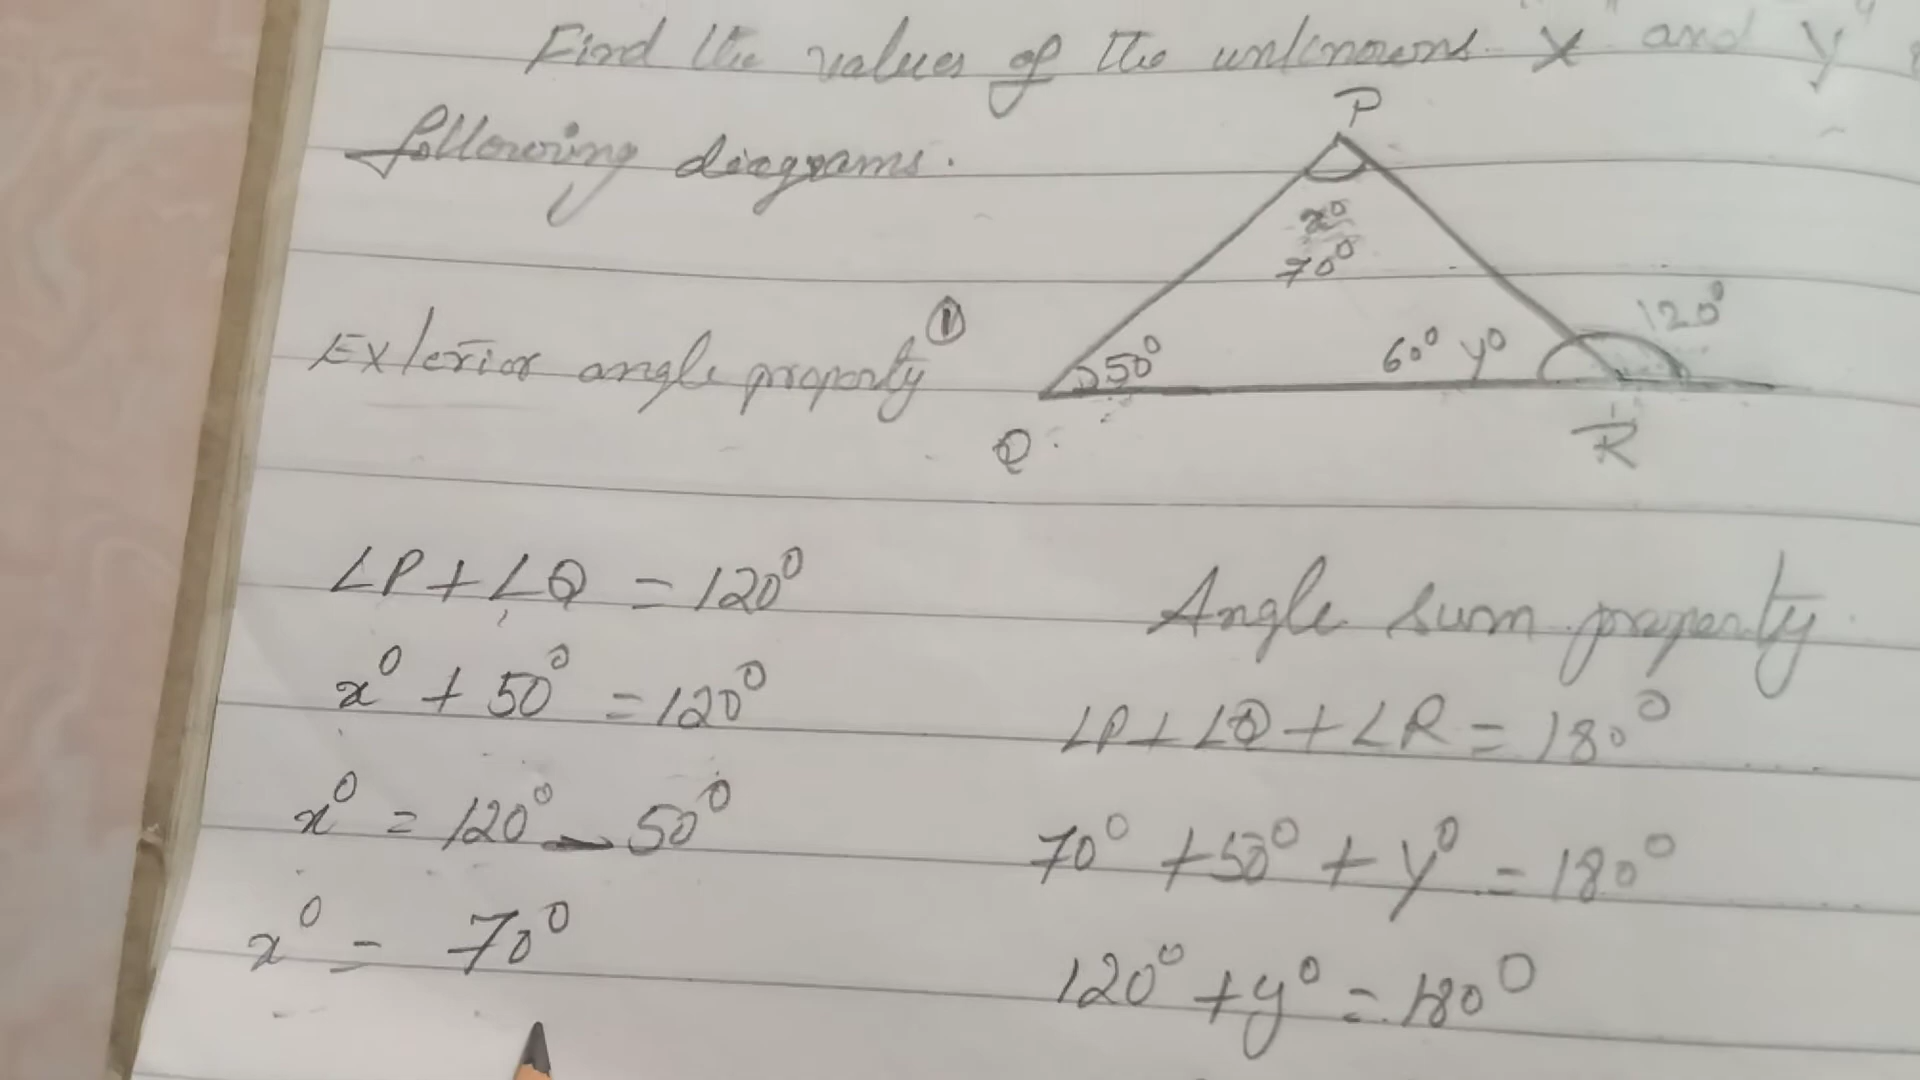 Find the values of the unknowns "x" and y"
following diagrams.
P
x°
70°
120°
①
Exterior angle property
50°
60° y°
Q
R
∠P + ∠Q = 120°
x° + 50° = 120°
x° = 120° - 50°
x° = 70°
Angle sum property
∠P + ∠Q + ∠R = 180°
70° + 50° + y° = 180°
120° + y° = 180°